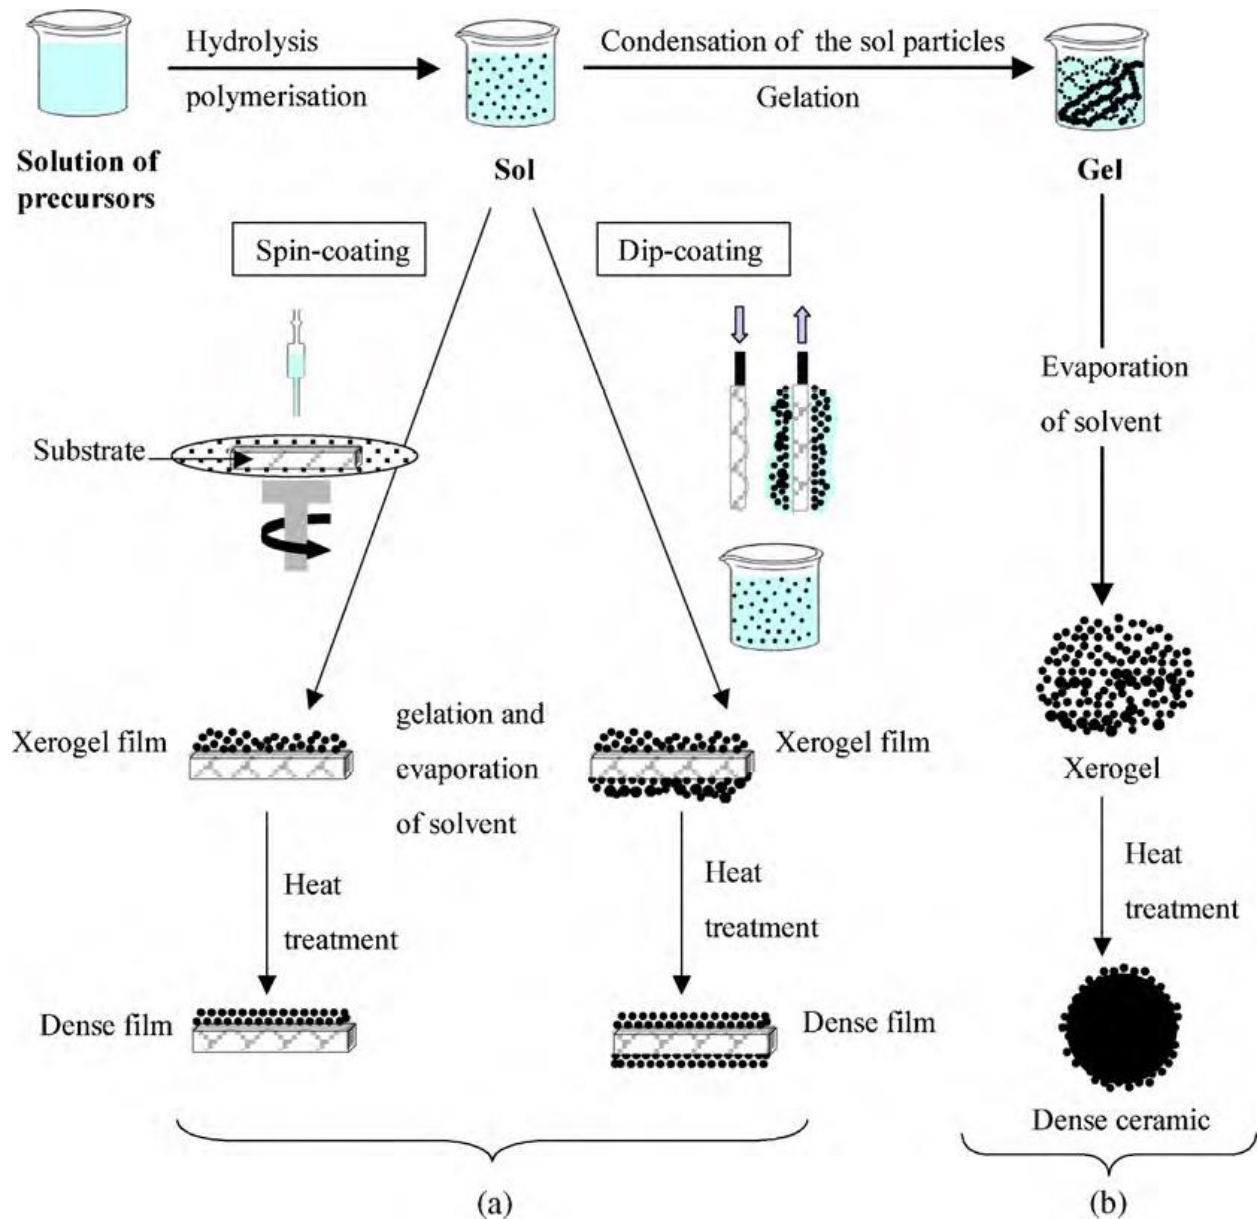 Hydrolysis
polymerisation
Condensation of the sol particles
Gelation
Solution of
precursors
Sol
Gel
Spin-coating
Dip-coating
Evaporation
of solvent
Substrate
Xerogel film
gelation and
evaporation
of solvent
Xerogel film
Xerogel
Heat
treatment
Heat
treatment
Heat
treatment
Dense film
Dense film
Dense ceramic
(a)
(b)